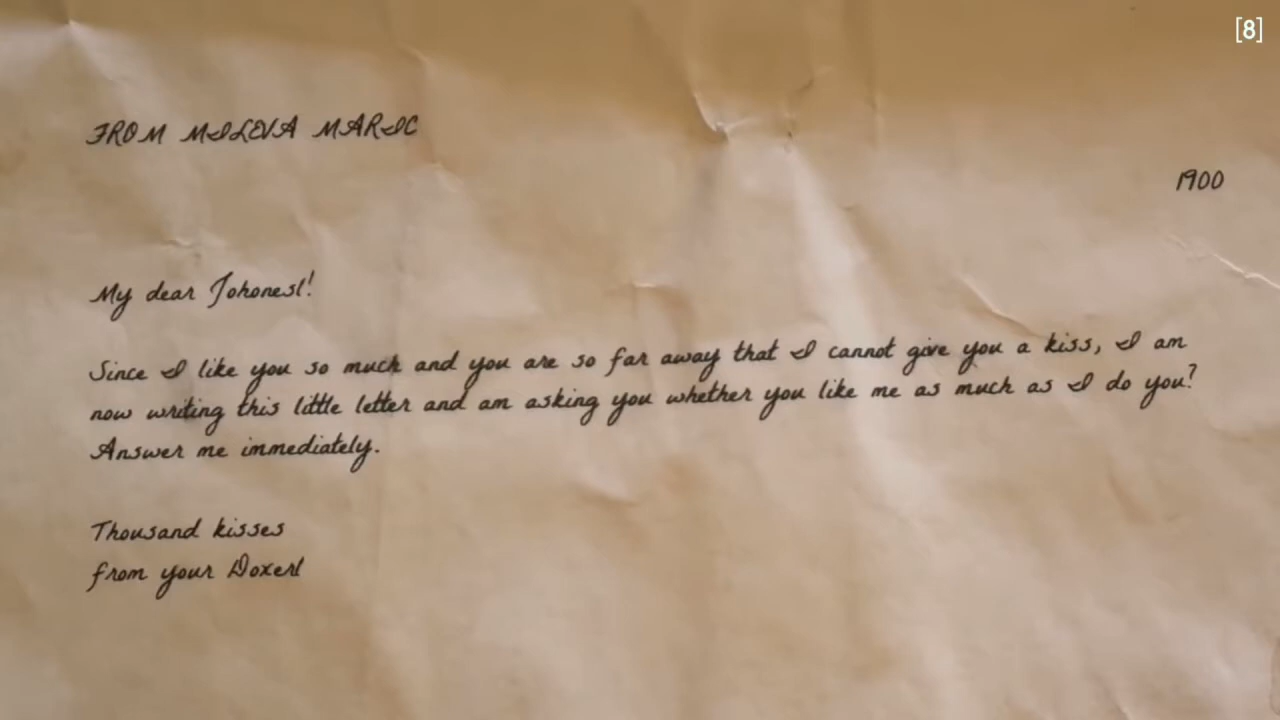 [8]
FROM MILEVA MARIC
1900
My dear Johonesl!
Since I like you so much and you are so far away that I cannot give you a kiss, I am
now writing this little letter and am asking you whether you like me as much as I do you?
Answer me immediately.
Thousand kisses
from your Doxerl